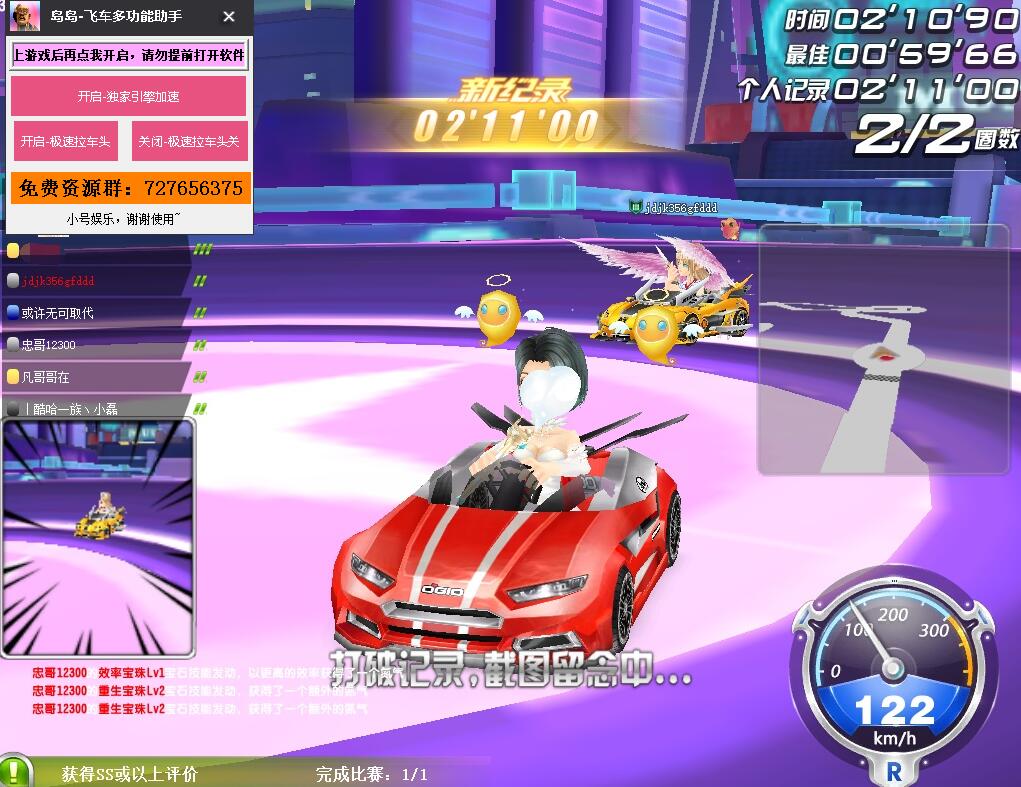 岛岛-飞车多功能助手
上游戏后再点我开启，请勿提前打开软件
开启-独家引擎加速
开启-极速拉车头
关闭-极速拉车头关
免费资源群：727656375
小号娱乐，谢谢使用~
时间02'10'90
最佳00'59'66
个人记录02'11'00
2/2圈数
新纪录
02'11'00
jdjk356gfddd
jdjk356gfddd
或许无可取代
忠哥12300
凡哥哥在
丨酷哈一族丶小磊
OGIO
打破记录,截图留念中...
忠哥12300的效率宝珠Lv1宝石技能发动，以更高的效率获得了一个氮气
忠哥12300的重生宝珠Lv2宝石技能发动，获得了一个额外的氮气
忠哥12300的重生宝珠Lv2宝石技能发动，获得了一个额外的氮气
0
100
200
300
122
km/h
R
获得SS或以上评价
完成比赛：1/1